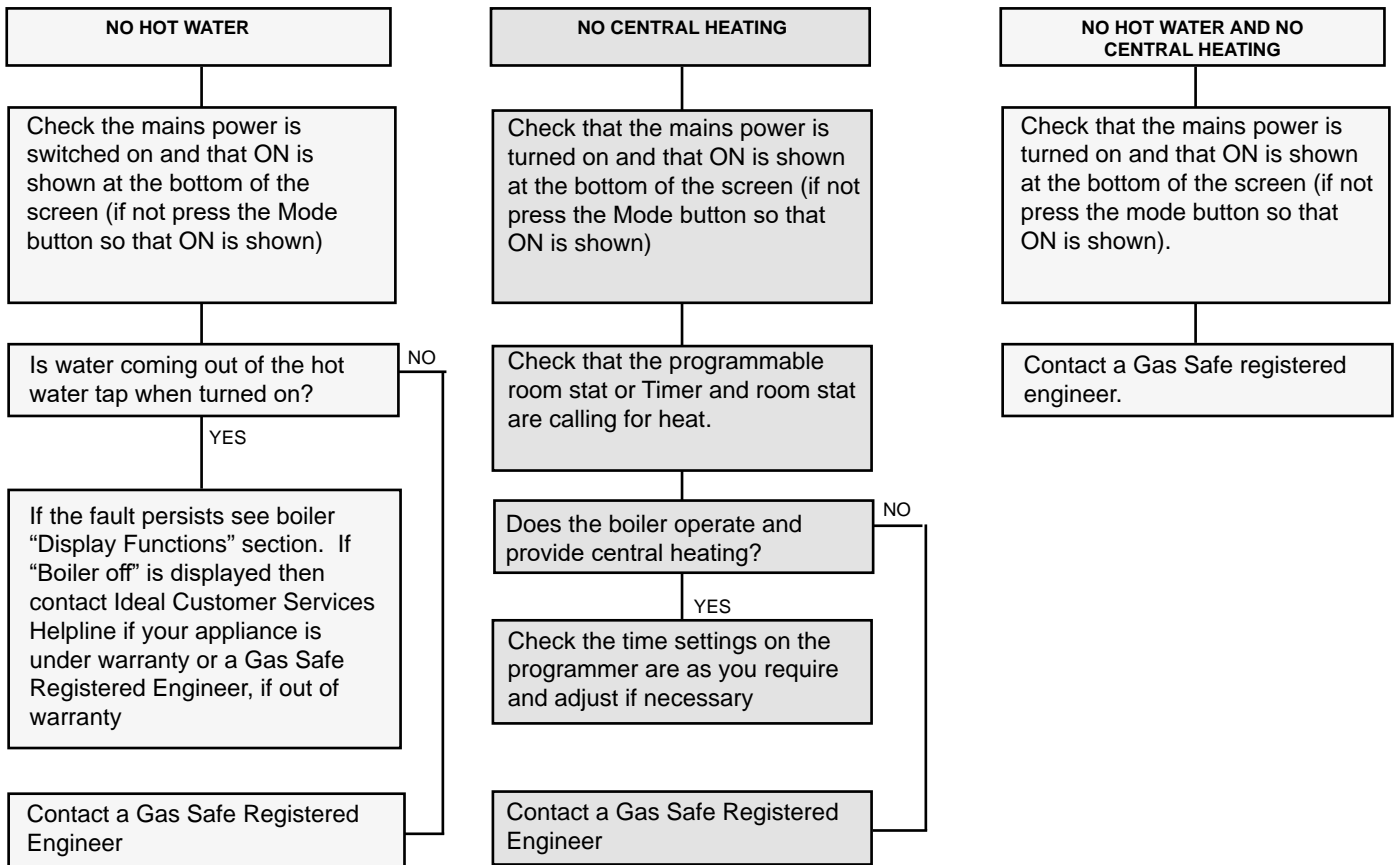 NO HOT WATER
Check the mains power is
switched on and that ON is
shown at the bottom of the
screen (if not press the Mode
button so that ON is shown)
Is water coming out of the hot
water tap when turned on?
NO
YES
If the fault persists see boiler
“Display Functions” section.  If
“Boiler off” is displayed then
contact Ideal Customer Services
Helpline if your appliance is
under warranty or a Gas Safe
Registered Engineer, if out of
warranty
Contact a Gas Safe Registered
Engineer
NO CENTRAL HEATING
Check that the mains power is
turned on and that ON is shown
at the bottom of the screen (if not
press the Mode button so that
ON is shown)
Check that the programmable
room stat or Timer and room stat
are calling for heat.
Does the boiler operate and
provide central heating?
NO
YES
Check the time settings on the
programmer are as you require
and adjust if necessary
Contact a Gas Safe Registered
Engineer
NO HOT WATER AND NO
CENTRAL HEATING
Check that the mains power is
turned on and that ON is shown
at the bottom of the screen (if not
press the mode button so that
ON is shown).
Contact a Gas Safe registered
engineer.